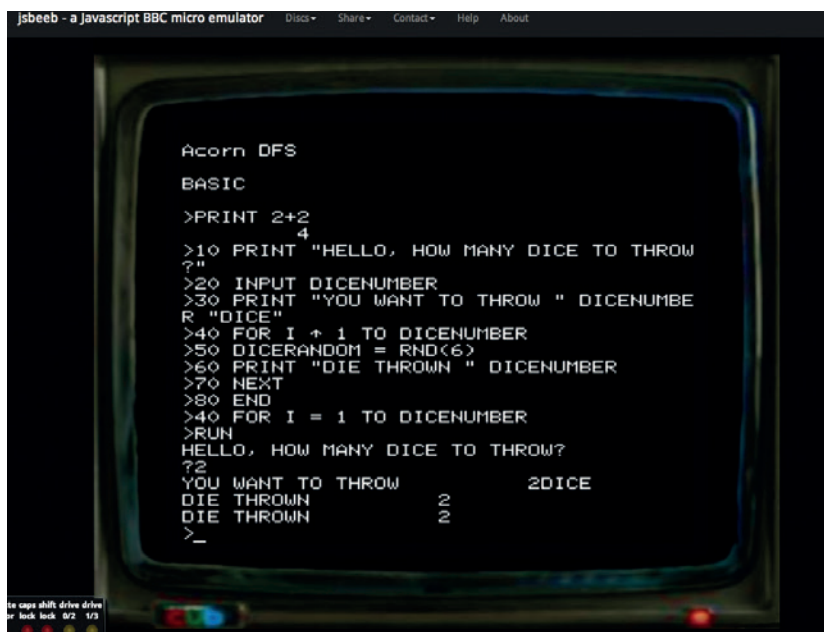 jsbeeb - a Javascript BBC micro emulator Discs Share Contact Help About
Acorn DFS
BASIC
>PRINT 2+2
4
>10 PRINT "HELLO, HOW MANY DICE TO THROW
?"
>20 INPUT DICENUMBER
>30 PRINT "YOU WANT TO THROW " DICENUMBE
R "DICE"
>40 FOR I ↑ 1 TO DICENUMBER
>50 DICERANDOM = RND(6)
>60 PRINT "DIE THROWN " DICENUMBER
>70 NEXT
>80 END
>40 FOR I = 1 TO DICENUMBER
>RUN
HELLO, HOW MANY DICE TO THROW?
?2
YOU WANT TO THROW 2DICE
DIE THROWN 2
DIE THROWN 2
>_
te caps shift drive drive
or lock lock 0/2 1/3